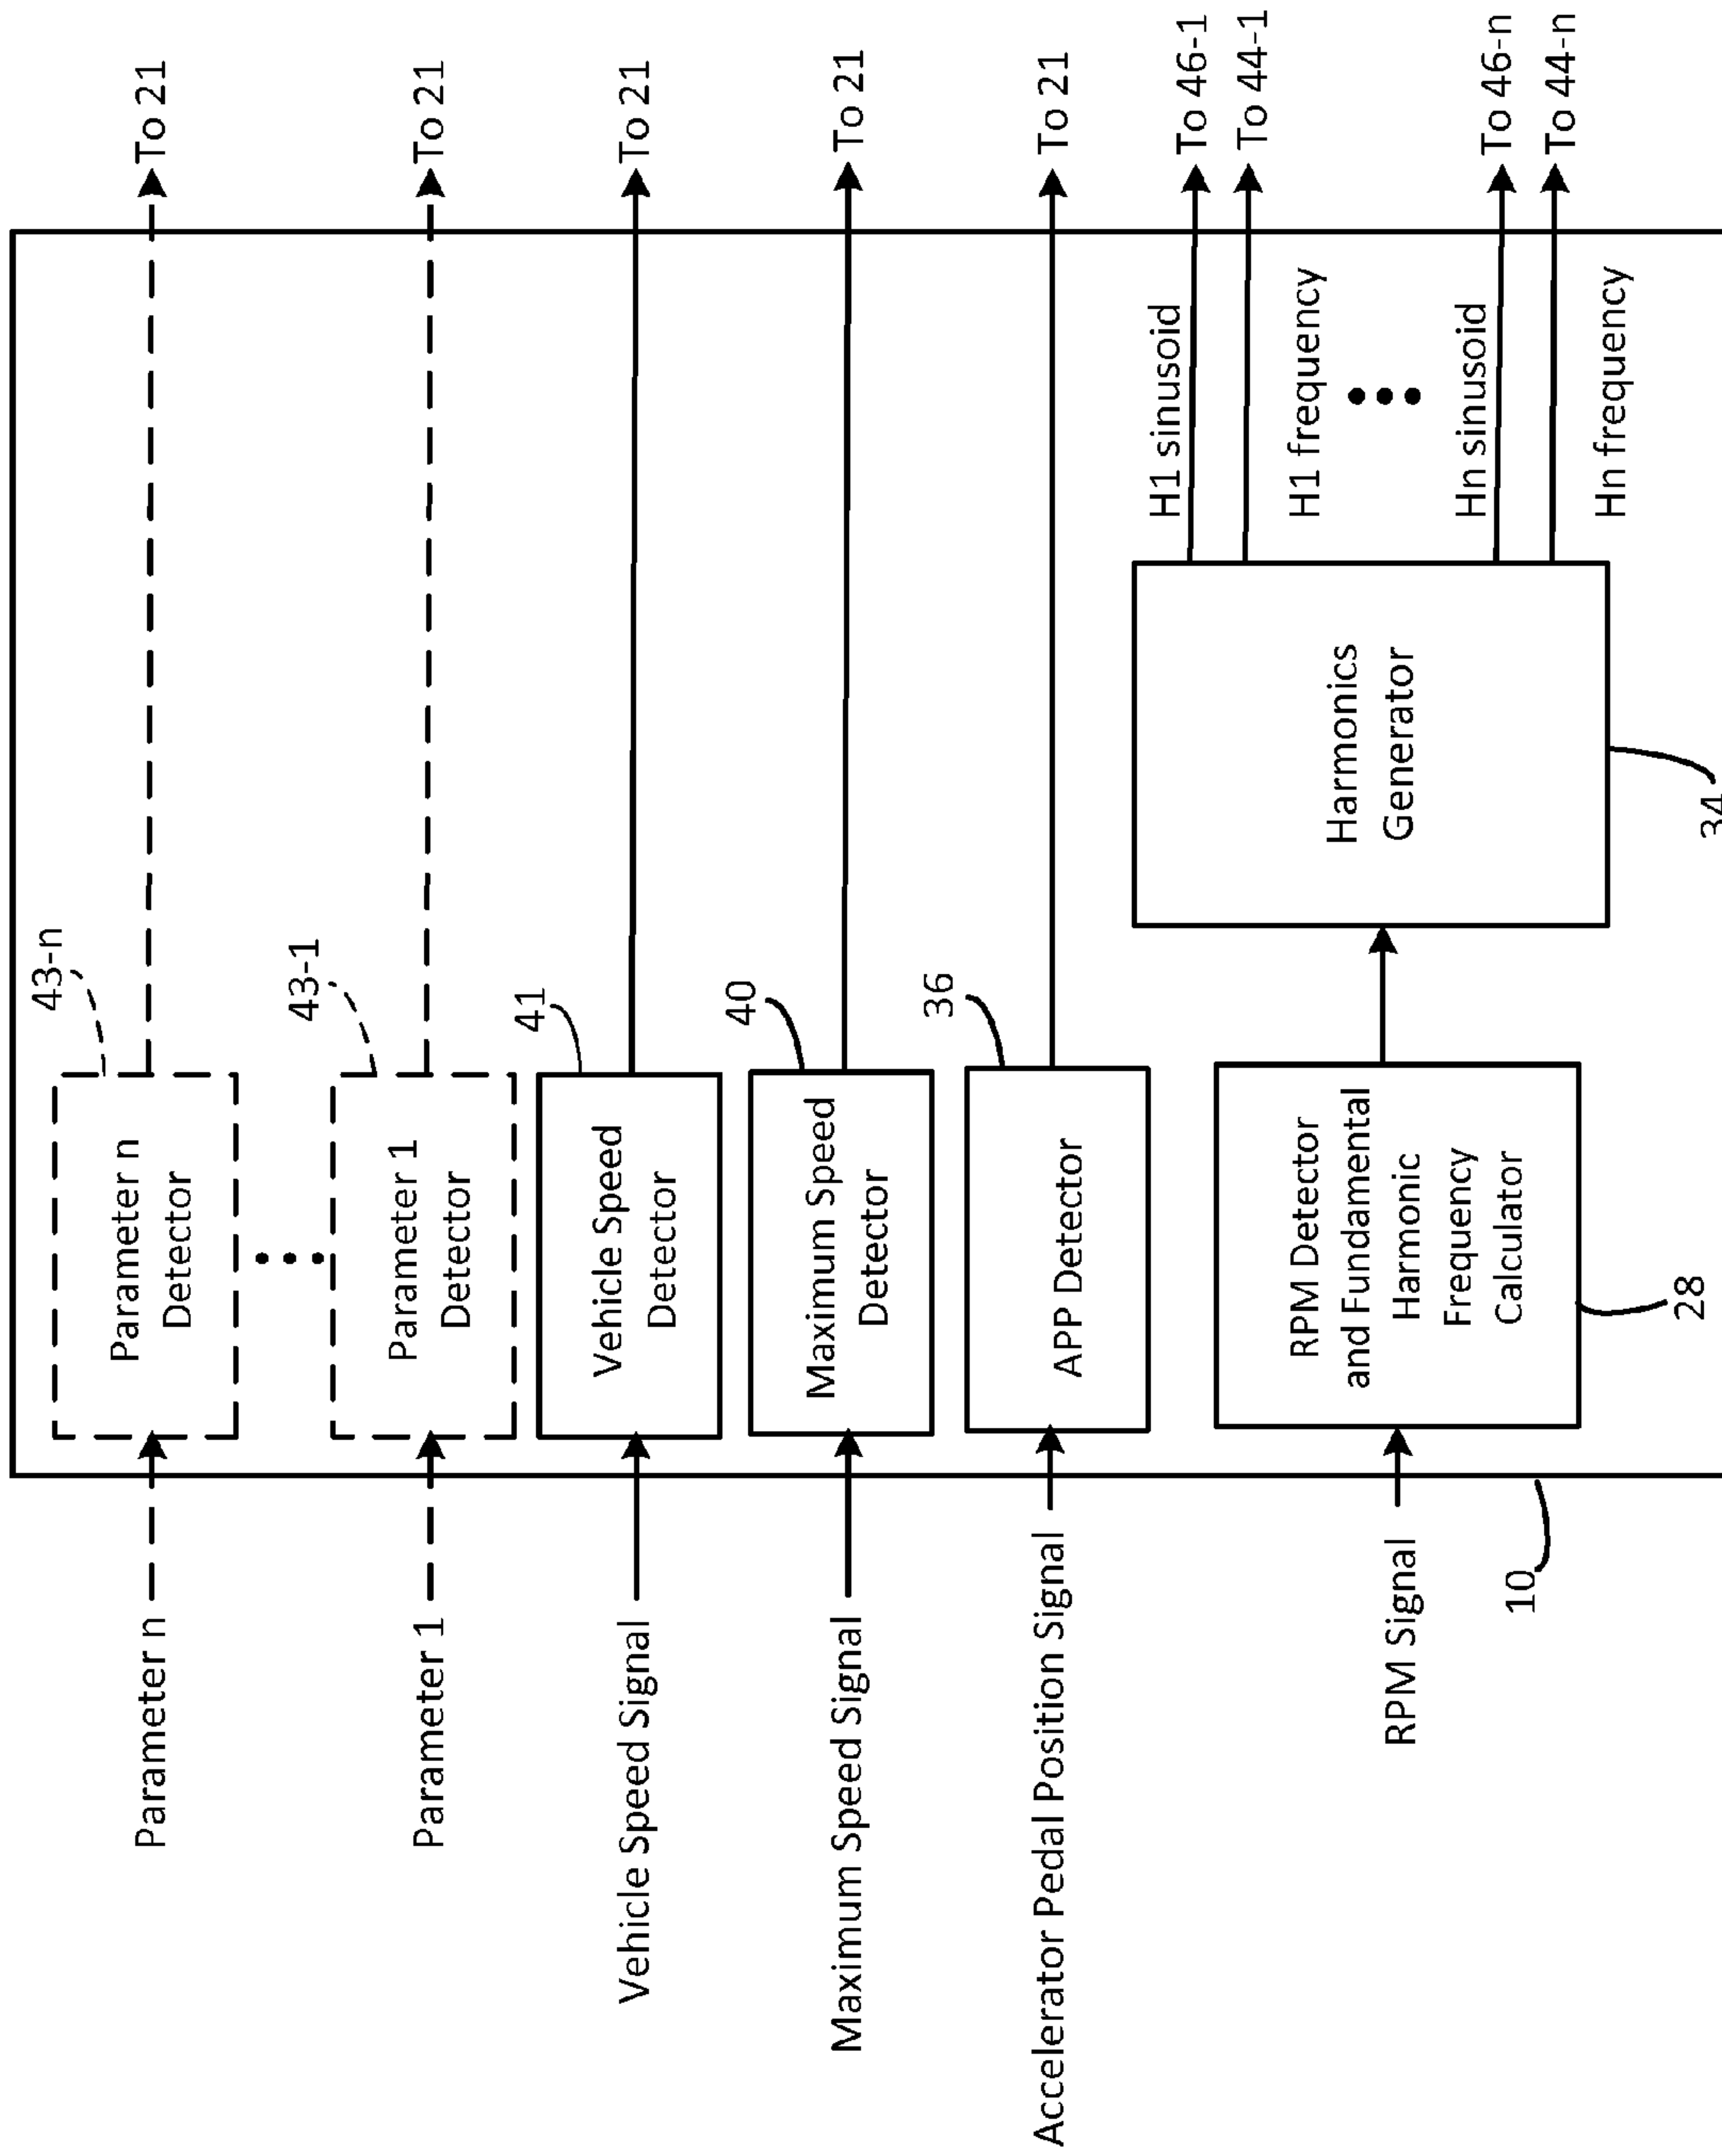 43-n
Parameter n
Parameter n
Detector
To 21
43-1
Parameter 1
Parameter 1
Detector
To 21
41
Vehicle Speed Signal
Vehicle Speed
Detector
To 21
40
Maximum Speed Signal
Maximum Speed
Detector
To 21
36
Accelerator Pedal Position Signal
APP Detector
To 21
RPM Signal
RPM Detector
and Fundamental
Harmonic
Frequency
Calculator
Harmonics
Generator
H1 sinusoid
To 46-1
To 44-1
H1 frequency
Hn sinusoid
To 46-n
To 44-n
Hn frequency
10
28
34